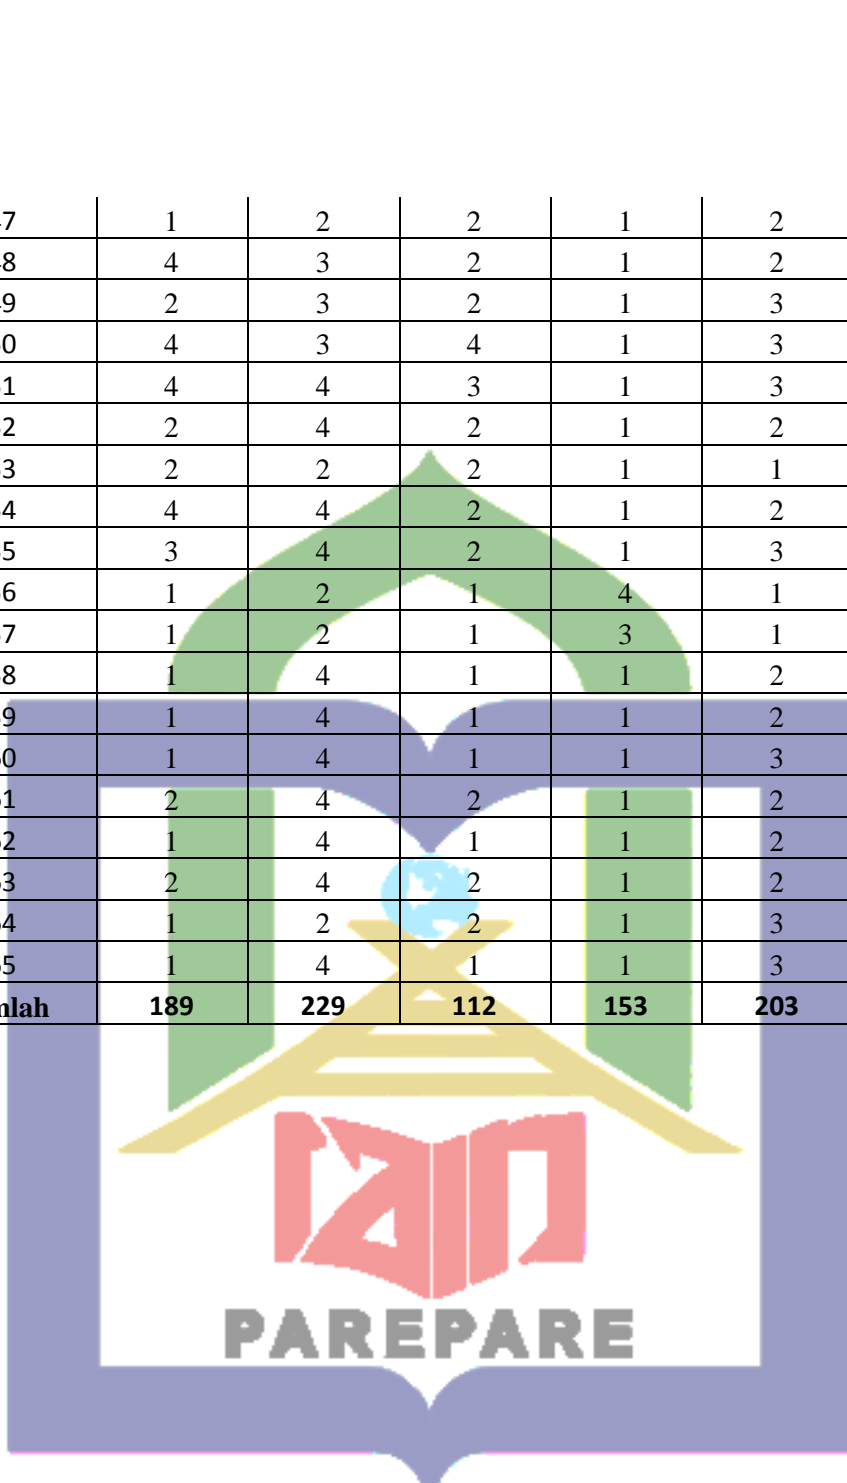 7 1 2 2 1 2
8 4 3 2 1 2
9 2 3 2 1 3
0 4 3 4 1 3
1 4 4 3 1 3
2 2 4 2 1 2
3 2 2 2 1 1
4 4 4 2 1 2
5 3 4 2 1 3
6 1 2 1 4 1
7 1 2 1 3 1
8 1 4 1 1 2
9 1 4 1 1 2
0 1 4 1 1 3
1 2 4 2 1 2
2 1 4 1 1 2
3 2 4 2 1 2
4 1 2 2 1 3
5 1 4 1 1 3
mlah 189 229 112 153 203
iain
PAREPARE